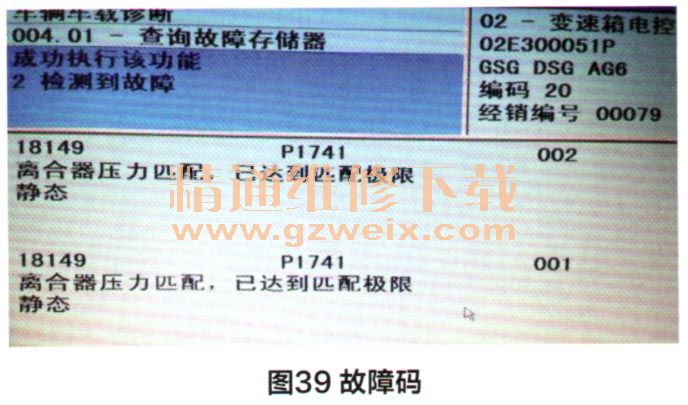 车辆车载诊断
004.01 - 查询故障存储器
成功执行该功能
2 检测到故障
02 - 变速箱电控
02E300051P
GSG DSG AG6
编码 20
经销编号 00079
18149 P1741 002
离合器压力匹配，已达到匹配极限
静态
精通维修下载
www.gzweix.com
18149 P1741 001
离合器压力匹配，已达到匹配极限
静态
图39 故障码